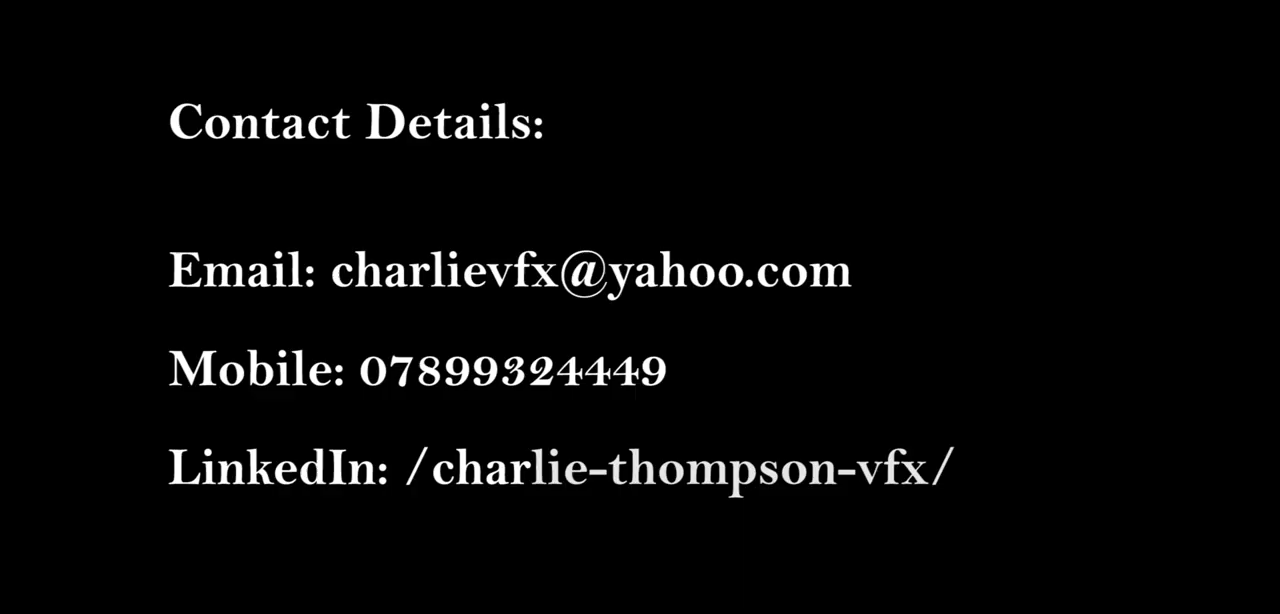 Contact Details:
Email: charlievfx@yahoo.com
Mobile: 07899324449
LinkedIn: /charlie-thompson-vfx/